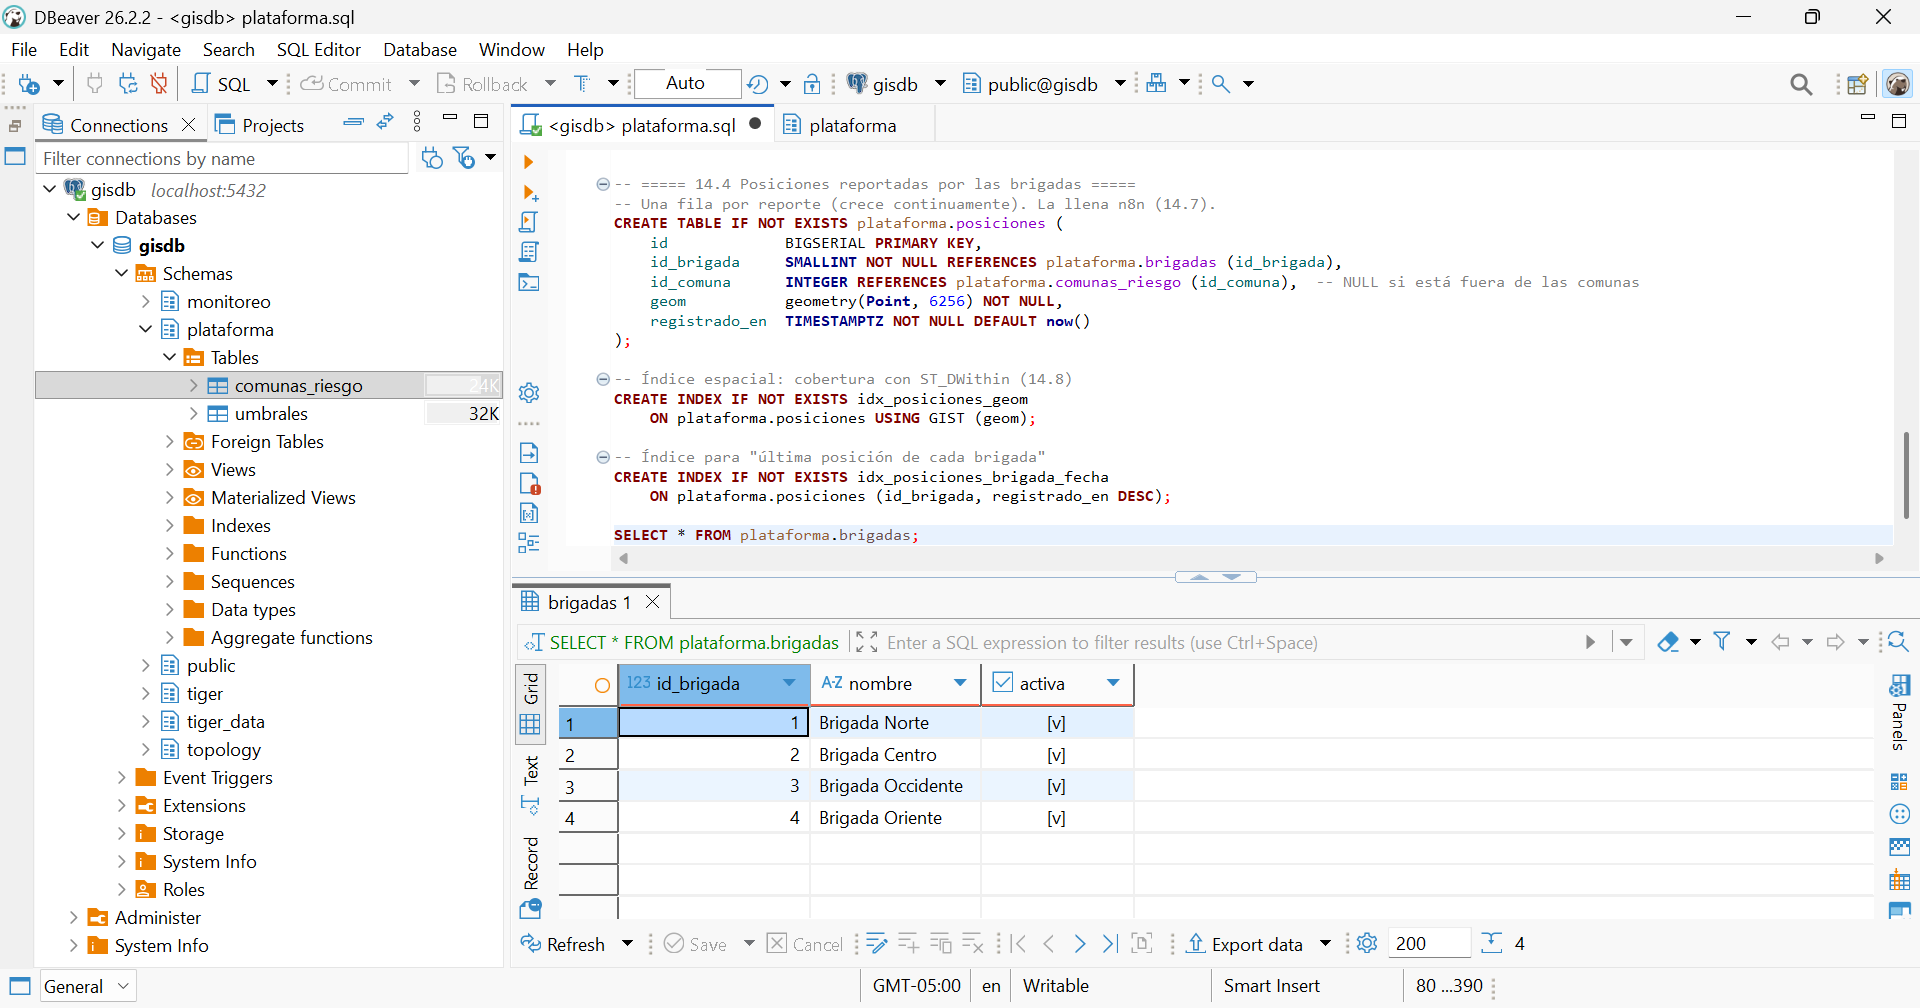 DBeaver 26.2.2 - <gisdb> plataforma.sql
File Edit Navigate Search SQL Editor Database Window Help
SQL Commit Rollback Auto gisdb public@gisdb
Connections Projects
Filter connections by name
gisdb localhost:5432
Databases
gisdb
Schemas
monitoreo
plataforma
Tables
comunas_riesgo 24K
umbrales 32K
Foreign Tables
Views
Materialized Views
Indexes
Functions
Sequences
Data types
Aggregate functions
public
tiger
tiger_data
topology
Event Triggers
Extensions
Storage
System Info
Roles
Administer
System Info
<gisdb> plataforma.sql plataforma
-- ===== 14.4 Posiciones reportadas por las brigadas =====
-- Una fila por reporte (crece continuamente). La llena n8n (14.7).
CREATE TABLE IF NOT EXISTS plataforma.posiciones (
id BIGSERIAL PRIMARY KEY,
id_brigada SMALLINT NOT NULL REFERENCES plataforma.brigadas (id_brigada),
id_comuna INTEGER REFERENCES plataforma.comunas_riesgo (id_comuna), -- NULL si está fuera de las comunas
geom geometry(Point, 6256) NOT NULL,
registrado_en TIMESTAMPTZ NOT NULL DEFAULT now()
);
-- Índice espacial: cobertura con ST_DWithin (14.8)
CREATE INDEX IF NOT EXISTS idx_posiciones_geom
ON plataforma.posiciones USING GIST (geom);
-- Índice para "última posición de cada brigada"
CREATE INDEX IF NOT EXISTS idx_posiciones_brigada_fecha
ON plataforma.posiciones (id_brigada, registrado_en DESC);
SELECT * FROM plataforma.brigadas;
brigadas 1
SELECT * FROM plataforma.brigadas Enter a SQL expression to filter results (use Ctrl+Space)
Grid
Text
Record
123 id_brigada A-Z nombre activa
1 1 Brigada Norte [v]
2 2 Brigada Centro [v]
3 3 Brigada Occidente [v]
4 4 Brigada Oriente [v]
Panels
Refresh Save Cancel Export data 200 4
General
GMT-05:00 en Writable Smart Insert 80 ...390